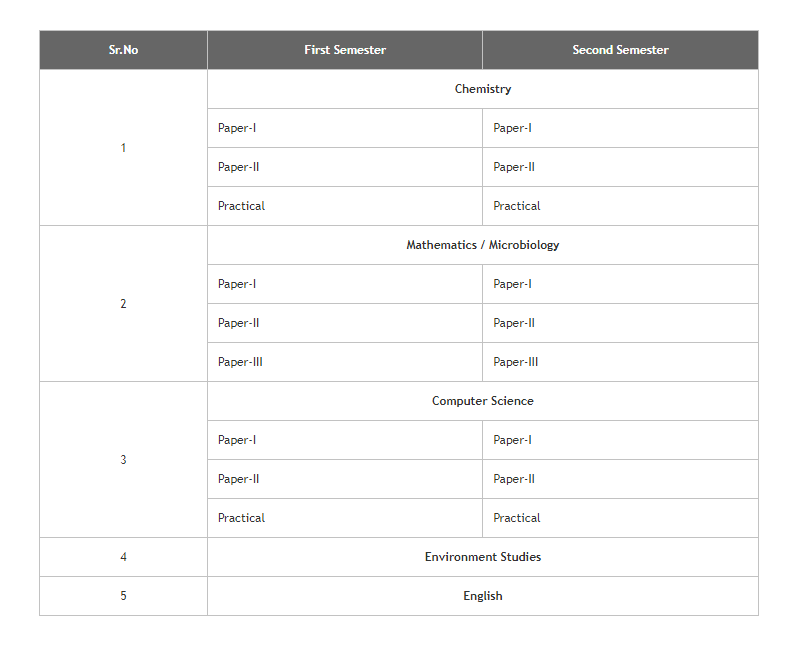 Sr.No First Semester Second Semester
Chemistry
Paper-I Paper-I
1
Paper-II Paper-II
Practical Practical
Mathematics / Microbiology
Paper-I Paper-I
2
Paper-II Paper-II
Paper-III Paper-III
Computer Science
Paper-I Paper-I
3
Paper-II Paper-II
Practical Practical
4 Environment Studies
5 English